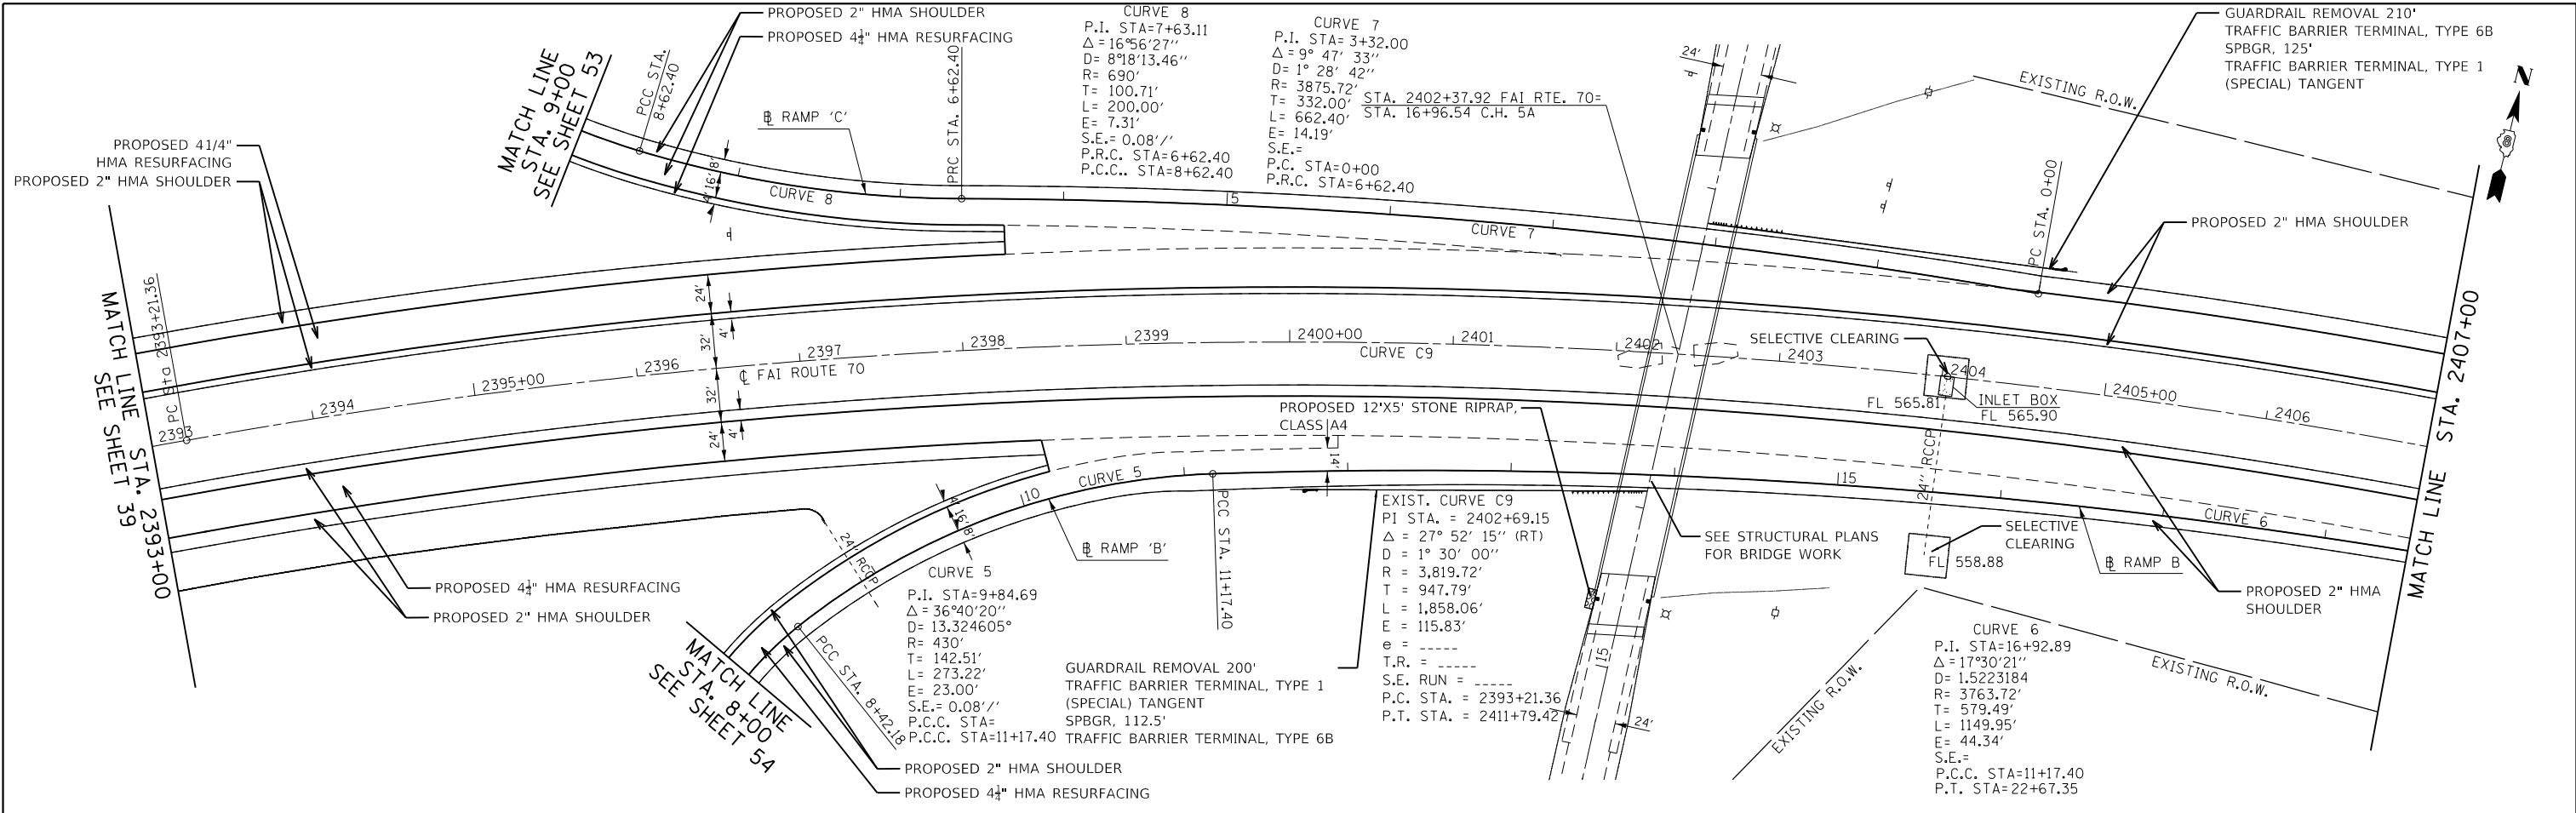 PROPOSED 2" HMA SHOULDER
PROPOSED 4¼" HMA RESURFACING
MATCH LINE
STA. 9+00
SEE SHEET 53
PCC STA.
8+62.40
PRC STA. 6+62.40
℄ RAMP 'C'
4' 16' 8'
CURVE 8
CURVE 8
P.I. STA=7+63.11
Δ = 16°56'27''
D= 8°18'13.46''
R= 690'
T= 100.71'
L= 200.00'
E= 7.31'
S.E.= 0.08'/'
P.R.C. STA=6+62.40
P.C.C.. STA=8+62.40
CURVE 7
P.I. STA= 3+32.00
Δ = 9° 47' 33''
D= 1° 28' 42''
R= 3875.72'
T= 332.00'
L= 662.40'
E= 14.19'
S.E.=
P.C. STA=0+00
P.R.C. STA=6+62.40
STA. 2402+37.92 FAI RTE. 70=
STA. 16+96.54 C.H. 5A
24'
GUARDRAIL REMOVAL 210'
TRAFFIC BARRIER TERMINAL, TYPE 6B
SPBGR, 125'
TRAFFIC BARRIER TERMINAL, TYPE 1
(SPECIAL) TANGENT
N
EXISTING R.O.W.
PC STA. 0+00
PROPOSED 2" HMA SHOULDER
PROPOSED 41/4"
HMA RESURFACING
PROPOSED 2" HMA SHOULDER
5
CURVE 7
MATCH LINE STA. 2393+00
SEE SHEET 39
PC Sta 2393+21.36
24'
4'
32'
32'
4'
24'
2393
2394
2395+00
2396
2397
2398
2399
2400+00
2401
2402
2403
2404
2405+00
2406
℄ FAI ROUTE 70
CURVE C9
SELECTIVE CLEARING
FL 565.81
INLET BOX
FL 565.90
24'' RCCP
MATCH LINE STA. 2407+00
PROPOSED 12'X5' STONE RIPRAP,
CLASS A4
14'
CURVE 5
10
PCC STA. 11+17.40
4' 16' 8'
24' RCCP
℄ RAMP 'B'
15
CURVE 6
SELECTIVE
CLEARING
FL 558.88
℄ RAMP B
PROPOSED 2" HMA
SHOULDER
SEE STRUCTURAL PLANS
FOR BRIDGE WORK
PROPOSED 4¼" HMA RESURFACING
PROPOSED 2" HMA SHOULDER
MATCH LINE
STA. 8+00
SEE SHEET 54
PCC STA. 8+42.18
CURVE 5
P.I. STA=9+84.69
Δ = 36°40'20''
D= 13.324605°
R= 430'
T= 142.51'
L= 273.22'
E= 23.00'
S.E.= 0.08'/'
P.C.C. STA=
P.C.C. STA=11+17.40
PROPOSED 2" HMA SHOULDER
PROPOSED 4¼" HMA RESURFACING
GUARDRAIL REMOVAL 200'
TRAFFIC BARRIER TERMINAL, TYPE 1
(SPECIAL) TANGENT
SPBGR, 112.5'
TRAFFIC BARRIER TERMINAL, TYPE 6B
EXIST. CURVE C9
PI STA. = 2402+69.15
Δ = 27° 52' 15'' (RT)
D = 1° 30' 00''
R = 3,819.72'
T = 947.79'
L = 1,858.06'
E = 115.83'
e = _____
T.R. = _____
S.E. RUN = _____
P.C. STA. = 2393+21.36
P.T. STA. = 2411+79.42
15
24'
EXISTING R.O.W.
EXISTING R.O.W.
CURVE 6
P.I. STA=16+92.89
Δ = 17°30'21''
D= 1.5223184
R= 3763.72'
T= 579.49'
L= 1149.95'
E= 44.34'
S.E.=
P.C.C. STA=11+17.40
P.T. STA=22+67.35